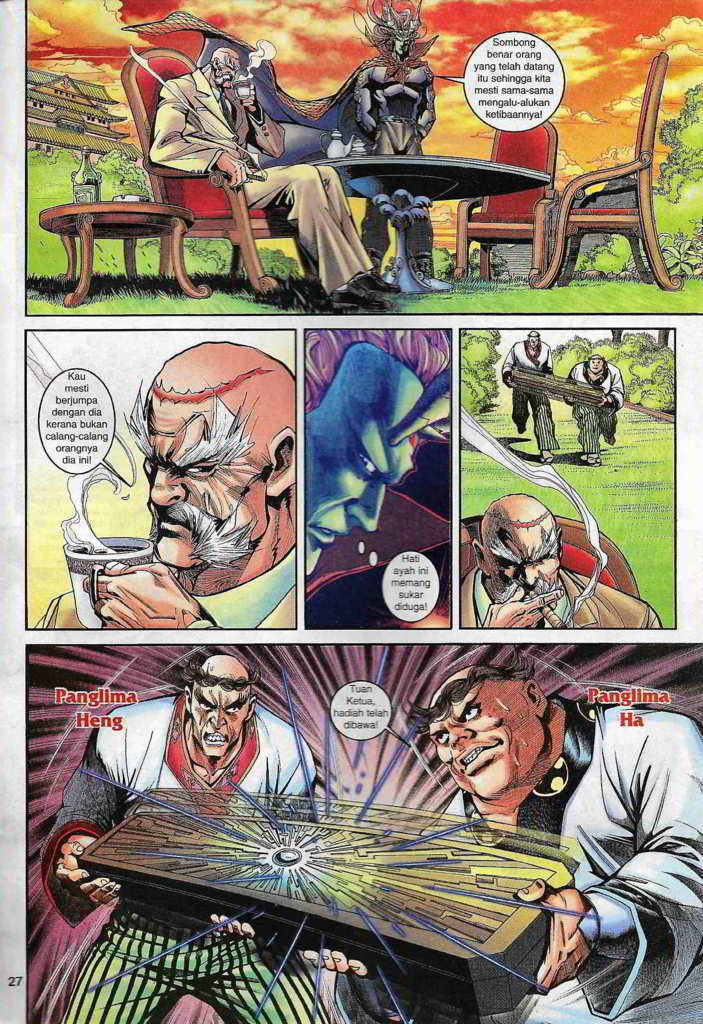 Sombong
benar orang
yang telah datang
itu sehingga kita
mesti sama-sama
mengalu-alukan
ketibaannya!
Kau
mesti
berjumpa
dengan dia
kerana bukan
calang-calang
orangnya
dia ini!
Hati
ayah ini
memang
sukar
diduga!
Panglima
Heng
Tuan
Ketua,
hadiah telah
dibawa!
Panglima
Ha
27